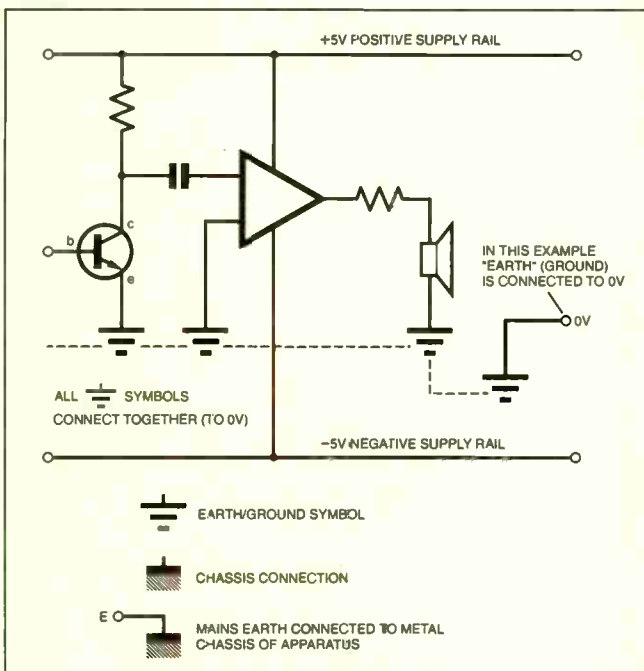 +5V POSITIVE SUPPLY RAIL
c
b
e
IN THIS EXAMPLE
"EARTH" (GROUND)
IS CONNECTED TO 0V
0V
ALL SYMBOLS
CONNECT TOGETHER (TO 0V)
−5V NEGATIVE SUPPLY RAIL
EARTH/GROUND SYMBOL
CHASSIS CONNECTION
E
MAINS EARTH CONNECTED TO METAL
CHASSIS OF APPARATUS